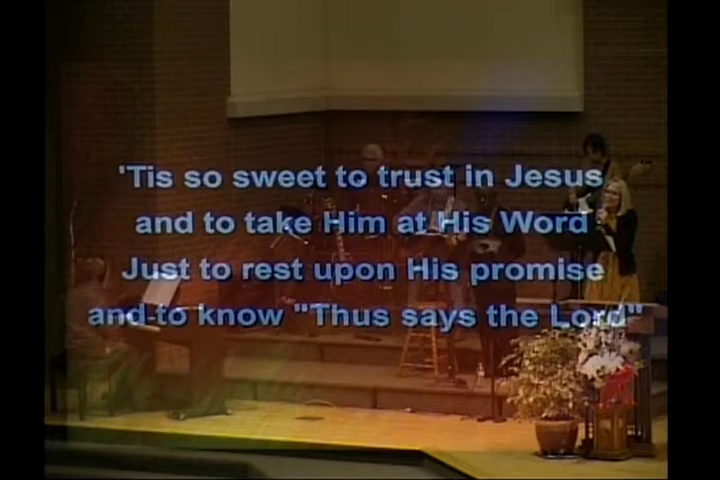 'Tis so sweet to trust in Jesus
and to take Him at His Word
Just to rest upon His promise
and to know "Thus says the Lord"